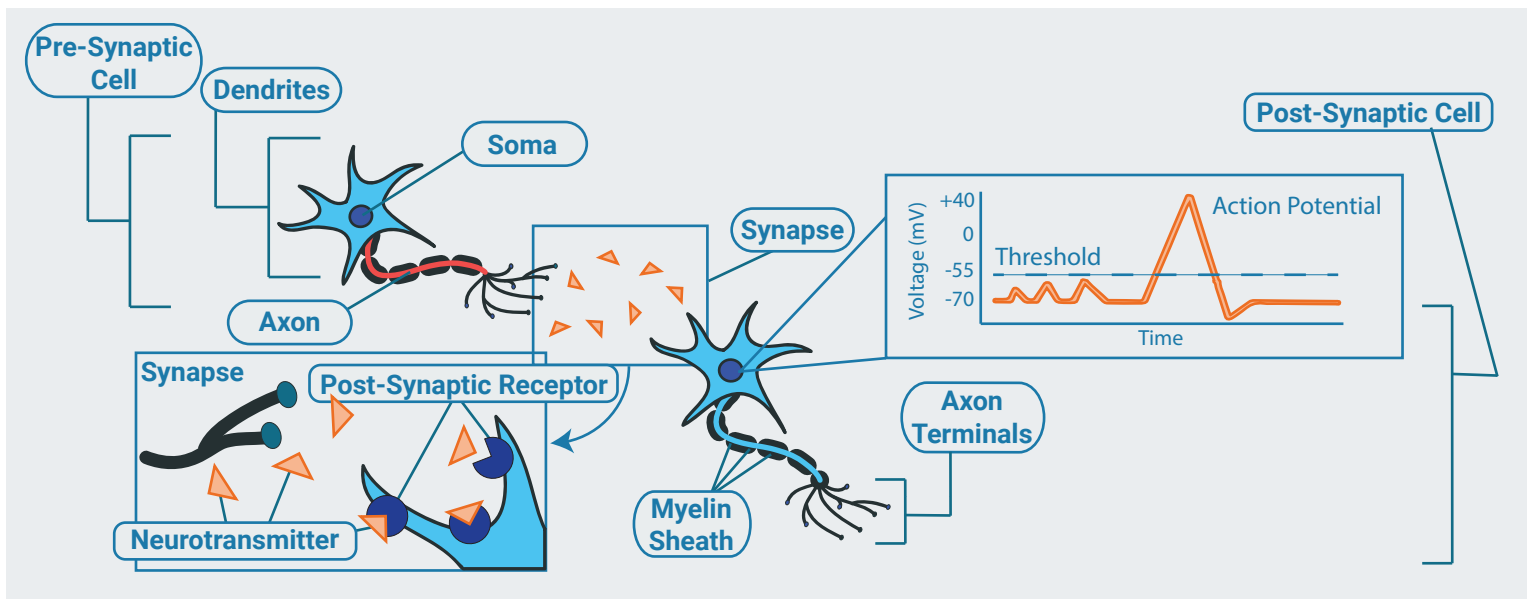 Pre-Synaptic
Cell
Dendrites
Soma
Axon
Synapse
Post-Synaptic Cell
Voltage (mV)
+40
0
-55
-70
Action Potential
Threshold
Time
Synapse
Post-Synaptic Receptor
Neurotransmitter
Myelin
Sheath
Axon
Terminals